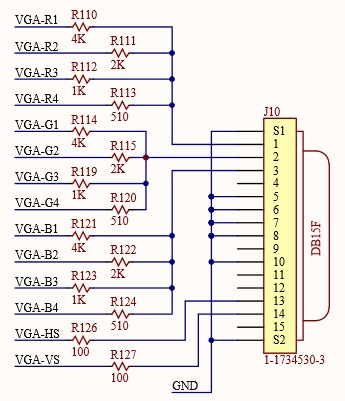 VGA-R1 R110
4K
VGA-R2 R111
2K
VGA-R3 R112
1K
VGA-R4 R113
510
VGA-G1 R114
4K
VGA-G2 R115
2K
VGA-G3 R119
1K
VGA-G4 R120
510
VGA-B1 R121
4K
VGA-B2 R122
2K
VGA-B3 R123
1K
VGA-B4 R124
510
VGA-HS R126
100
VGA-VS R127
100
GND
J10
S1
1
2
3
4
5
6
7
8
9
10
11
12
13
14
15
S2
DB15F
1-1734530-3